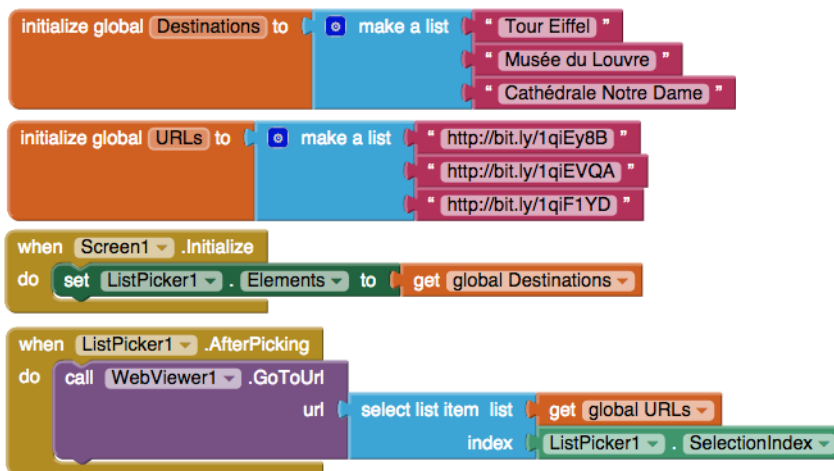 initialize global Destinations to make a list " Tour Eiffel "
" Musée du Louvre "
" Cathédrale Notre Dame "
initialize global URLs to make a list " http://bit.ly/1qiEy8B "
" http://bit.ly/1qiEVQA "
" http://bit.ly/1qiF1YD "
when Screen1 .Initialize
do set ListPicker1 . Elements to get global Destinations
when ListPicker1 .AfterPicking
do call WebViewer1 .GoToUrl
url select list item list get global URLs
index ListPicker1 . SelectionIndex